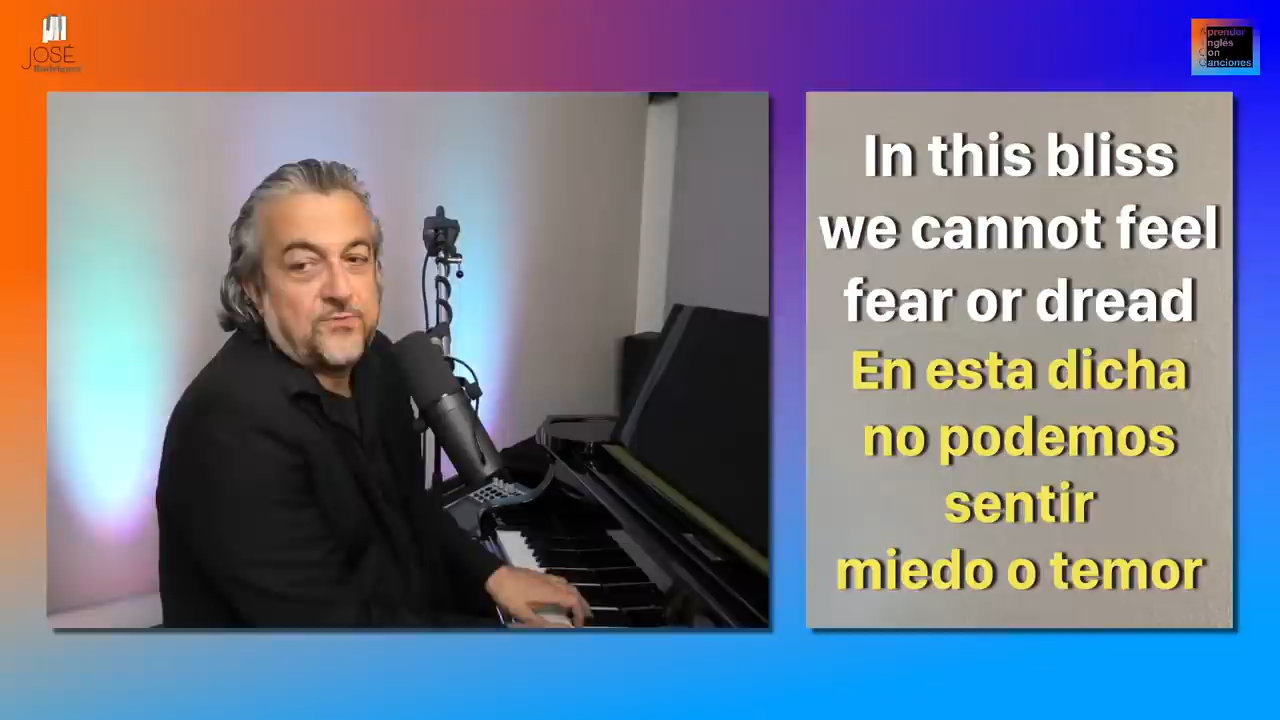 JOSÉ
Rodríguez
Aprender
Inglés
Con
Canciones
In this bliss
we cannot feel
fear or dread
En esta dicha
no podemos
sentir
miedo o temor